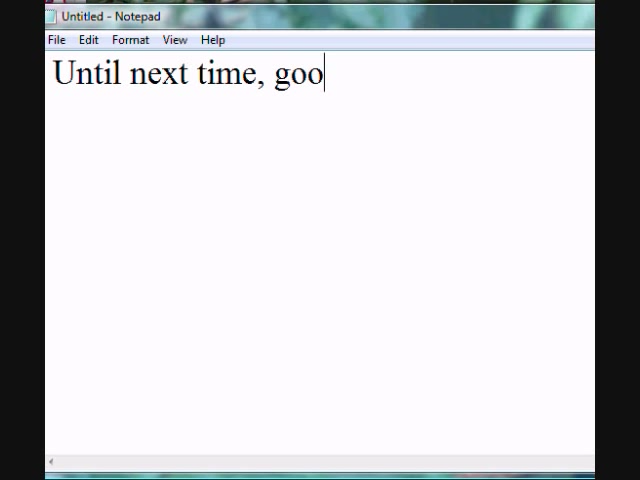 Untitled - Notepad
File Edit Format View Help
Until next time, goo